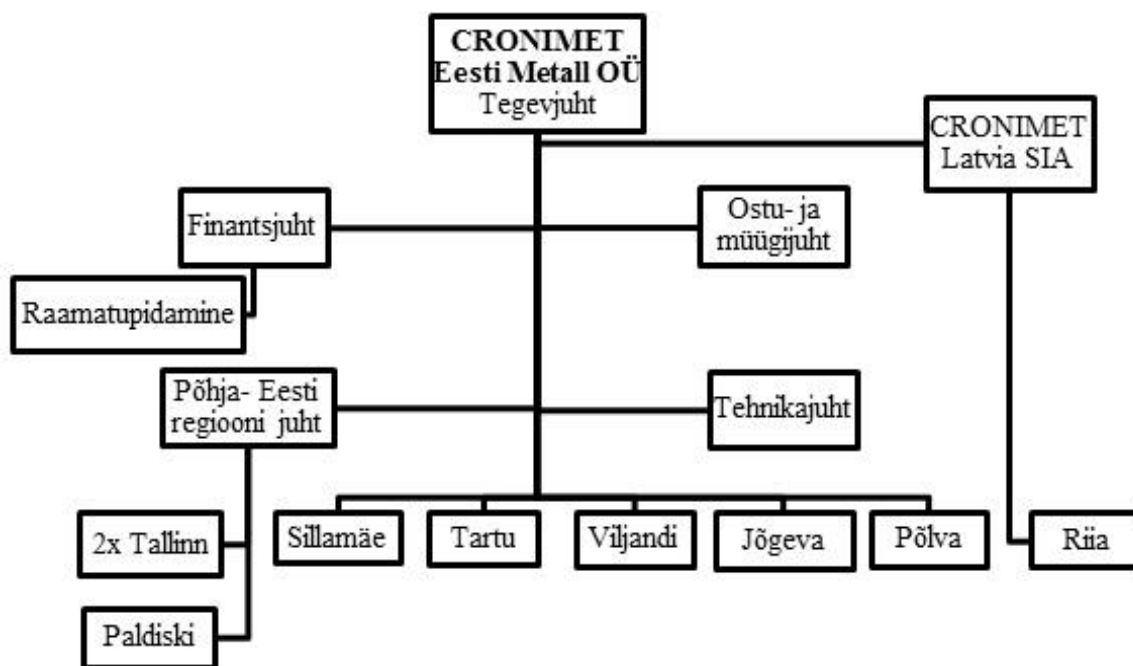 CRONIMET
Eesti Metall OÜ
Tegevjuht
CRONIMET
Latvia SIA
Finantsjuht
Ostu- ja
müügijuht
Raamatupidamine
Põhja- Eesti
regiooni juht
Tehnikajuht
2x Tallinn
Sillamäe
Tartu
Viljandi
Jõgeva
Põlva
Riia
Paldiski